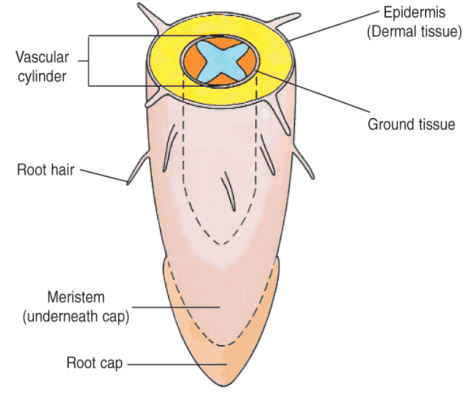 Epidermis
(Dermal tissue)
Vascular
cylinder
Ground tissue
Root hair
Meristem
(underneath cap)
Root cap